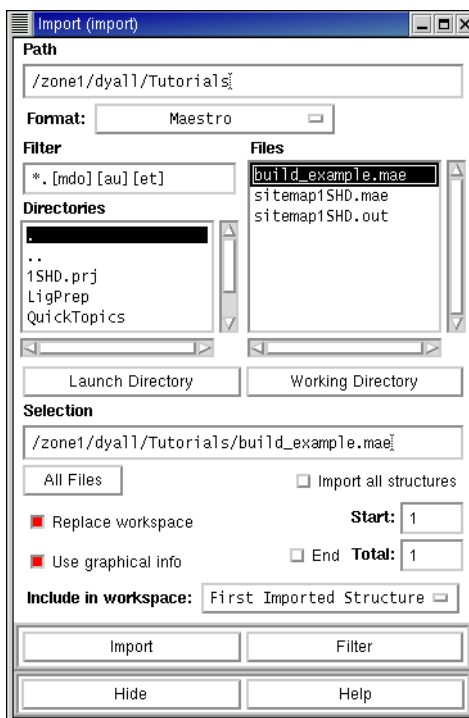 Import (import)
Path
/zone1/dyall/Tutorials
Format: Maestro
Filter
*.[mdo][au][et]
Files
build_example.mae
sitemap1SHD.mae
sitemap1SHD.out
Directories
.
..
1SHD.prj
LigPrep
QuickTopics
Launch Directory
Working Directory
Selection
/zone1/dyall/Tutorials/build_example.mae
All Files
Import all structures
Replace workspace
Start: 1
Use graphical info
End Total: 1
Include in workspace: First Imported Structure
Import
Filter
Hide
Help